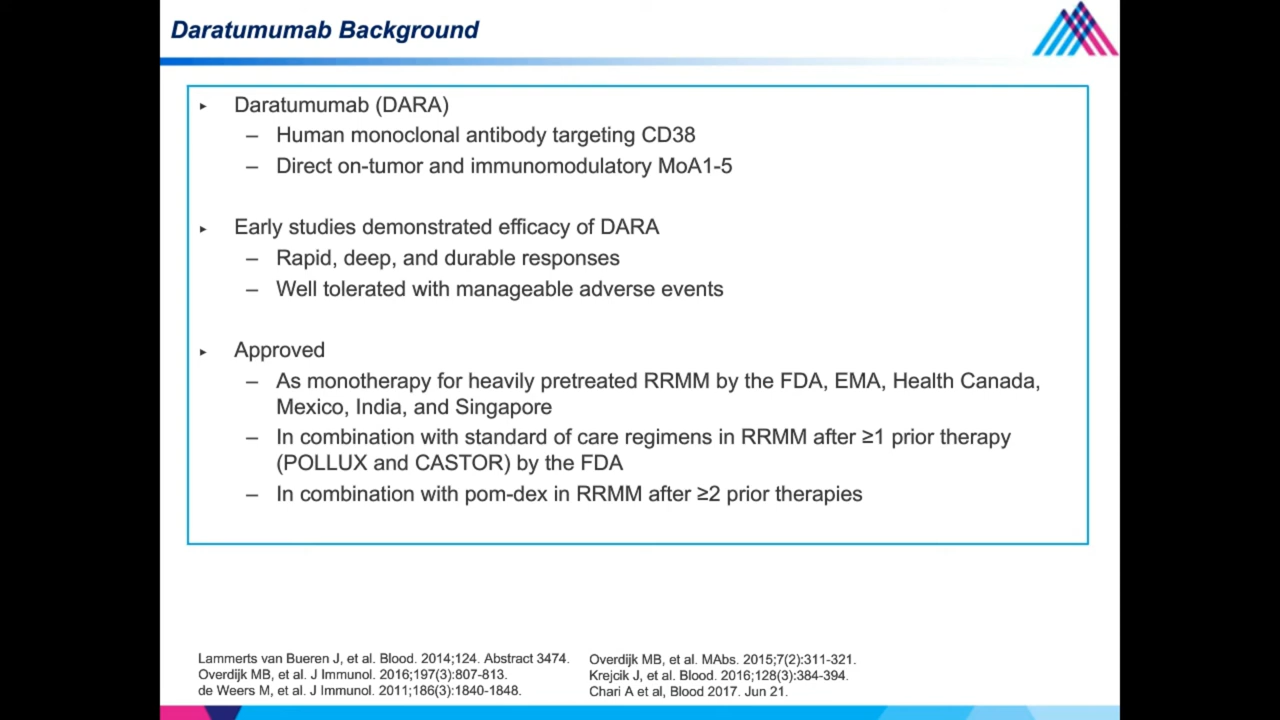 Daratumumab Background
▸ Daratumumab (DARA)
– Human monoclonal antibody targeting CD38
– Direct on-tumor and immunomodulatory MoA1-5
▸ Early studies demonstrated efficacy of DARA
– Rapid, deep, and durable responses
– Well tolerated with manageable adverse events
▸ Approved
– As monotherapy for heavily pretreated RRMM by the FDA, EMA, Health Canada,
Mexico, India, and Singapore
– In combination with standard of care regimens in RRMM after ≥1 prior therapy
(POLLUX and CASTOR) by the FDA
– In combination with pom-dex in RRMM after ≥2 prior therapies
Lammerts van Bueren J, et al. Blood. 2014;124. Abstract 3474.
Overdijk MB, et al. J Immunol. 2016;197(3):807-813.
de Weers M, et al. J Immunol. 2011;186(3):1840-1848.
Overdijk MB, et al. MAbs. 2015;7(2):311-321.
Krejcik J, et al. Blood. 2016;128(3):384-394.
Chari A et al, Blood 2017. Jun 21.